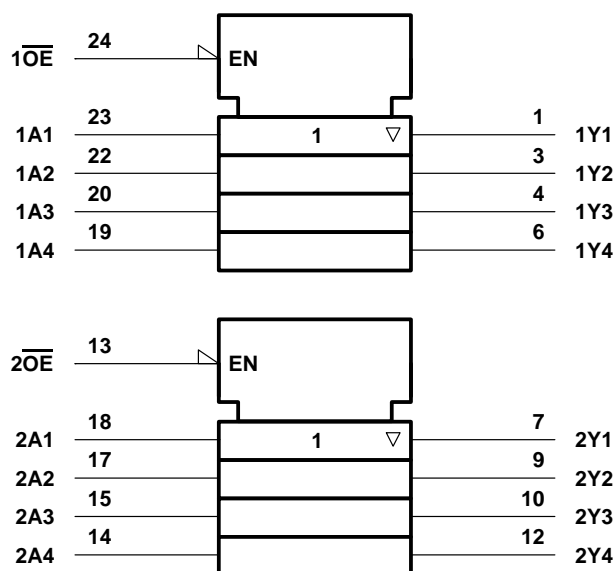 24
1O̅E̅ EN
23 1
1A1 1 ▽ 1Y1
22 3
1A2 1Y2
20 4
1A3 1Y3
19 6
1A4 1Y4
13
2O̅E̅ EN
18 7
2A1 1 ▽ 2Y1
17 9
2A2 2Y2
15 10
2A3 2Y3
14 12
2A4 2Y4